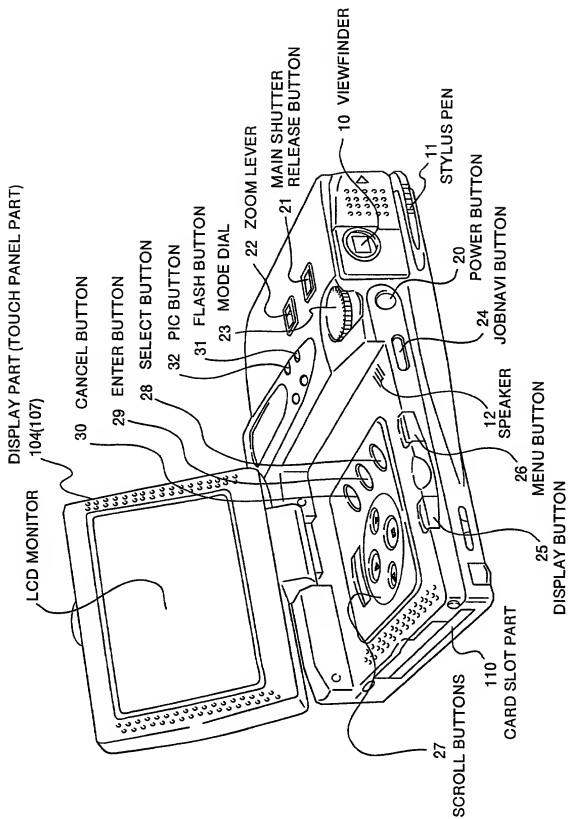 DISPLAY PART (TOUCH PANEL PART)
104(107)
LCD MONITOR
30 CANCEL BUTTON
29 ENTER BUTTON
28 SELECT BUTTON
32 PIC BUTTON
31 FLASH BUTTON
23 MODE DIAL
22 ZOOM LEVER
MAIN SHUTTER
21 RELEASE BUTTON
10 VIEWFINDER
11
STYLUS PEN
20
POWER BUTTON
24
JOBNAVI BUTTON
12
SPEAKER
26
MENU BUTTON
25
DISPLAY BUTTON
110
CARD SLOT PART
27
SCROLL BUTTONS